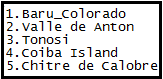 1.Baru_Colorado
2.Valle de Anton
3.Tonosi
4.Coiba Island
5.Chitre de Calobre